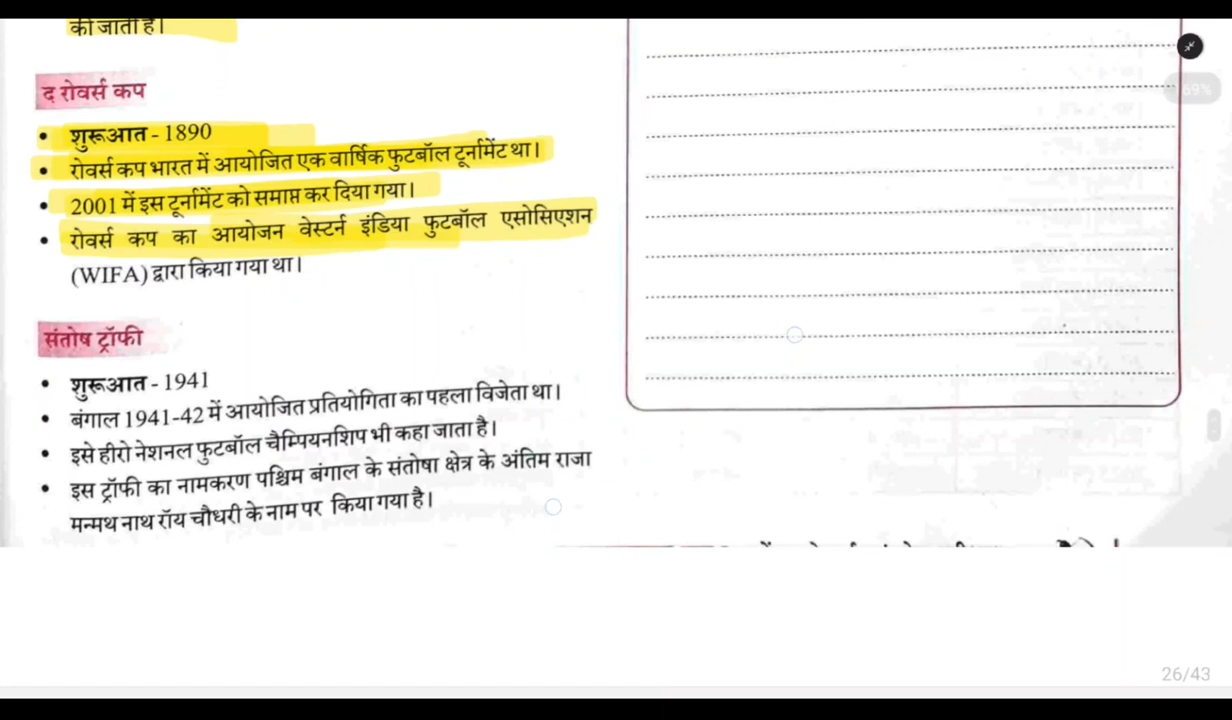 की जाती है।
द रोवर्स कप
• शुरूआत - 1890
• रोवर्स कप भारत में आयोजित एक वार्षिक फुटबॉल टूर्नामेंट था।
• 2001 में इस टूर्नामेंट को समाप्त कर दिया गया।
• रोवर्स कप का आयोजन वेस्टर्न इंडिया फुटबॉल एसोसिएशन
(WIFA) द्वारा किया गया था।
संतोष ट्रॉफी
• शुरूआत - 1941
• बंगाल 1941-42 में आयोजित प्रतियोगिता का पहला विजेता था।
• इसे हीरो नेशनल फुटबॉल चैम्पियनशिप भी कहा जाता है।
• इस ट्रॉफी का नामकरण पश्चिम बंगाल के संतोषा क्षेत्र के अंतिम राजा
मन्मथ नाथ रॉय चौधरी के नाम पर किया गया है।
69%
26/43